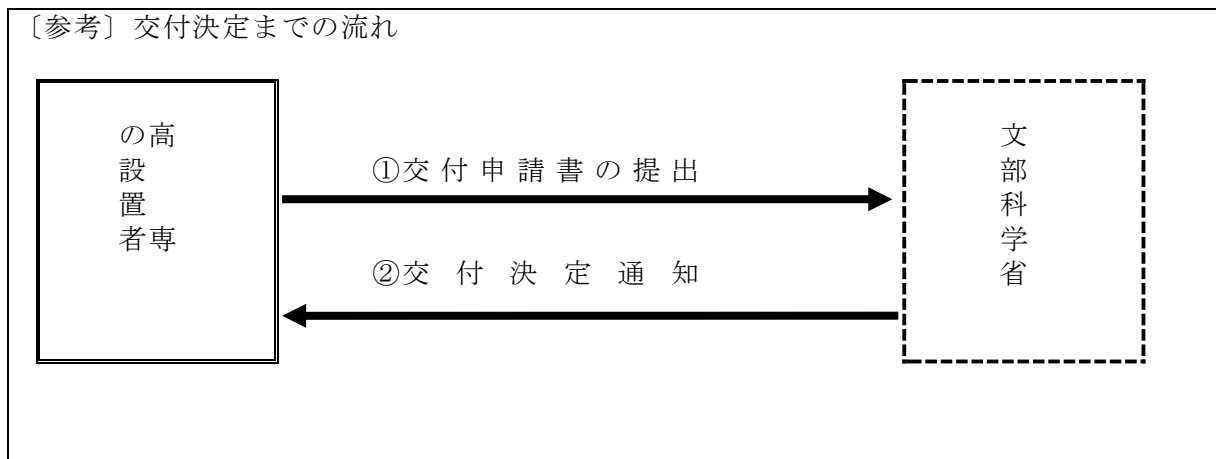 〔参考〕交付決定までの流れ
高専
の設置者
①交付申請書の提出
②交付決定通知
文部科学省